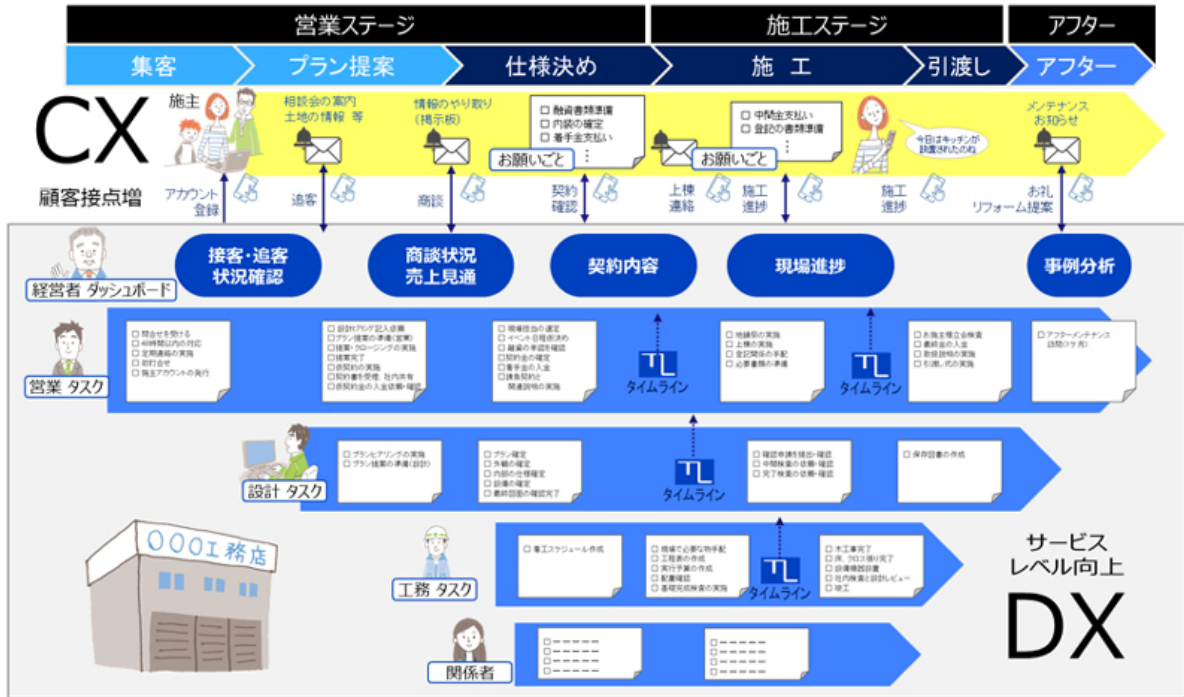 営業ステージ
施工ステージ
アフター
集客
プラン提案
仕様決め
施 工
引渡し
アフター
CX
顧客接点増
施主
相談会の案内
土地の情報 等
情報のやり取り
(掲示板)
□ 融資書類準備
□ 内装の確定
□ 着手金支払い
⋮
お願いごと
□ 中間金支払い
□ 登記の書類準備
⋮
お願いごと
今日はキッチンが
設置されたのね
メンテナンス
お知らせ
アカウント
登録
追客
商談
契約
確認
上棟
連絡
施工
進捗
施工
進捗
お礼
リフォーム提案
経営者 ダッシュボード
接客・追客
状況確認
商談状況
売上見通
契約内容
現場進捗
事例分析
営業 タスク
□ 問合せを受ける
□ 48時間以内の対応
□ 定期連絡の実施
□ 初打合せ
□ 施主アカウントの発行
□ 設計ヒアリング記入依頼
□ プラン提案の準備(営業)
□ 提案・クロージングの実施
□ 提案完了
□ 仮契約の実施
□ 契約書を受理、社内共有
□ 仮契約金の入金依頼・確認
□ 現場担当の選定
□ イベント日程仮決め
□ 融資の承認を確認
□ 契約金の確定
□ 着手金の入金
□ 請負契約と
関連説明の実施
タイムライン
□ 地鎮祭の実施
□ 上棟の実施
□ 登記関係の手配
□ 必要書類の準備
タイムライン
□ お施主様立会検査
□ 最終金の入金
□ 取扱説明の実施
□ 引渡し式の実施
□ アフターメンテナンス
訪問(3ヶ月)
設計 タスク
□ プランヒアリングの実施
□ プラン提案の準備(設計)
□ プラン確定
□ 外観の確定
□ 内部の仕様確定
□ 設備の確定
□ 最終図面の確認完了
タイムライン
□ 確認申請を提出・確認
□ 中間検査の依頼・確認
□ 完了検査の依頼・確認
□ 保存図書の作成
〇〇〇工務店
工務 タスク
□ 着工スケジュール作成
□ 現場で必要な物手配
□ 工程表の作成
□ 実行予算の作成
□ 配置確認
□ 基礎完成検査の実施
タイムライン
□ 木工事完了
□ 床、クロス張り完了
□ 設備機器設置
□ 社内検査と設計レビュー
□ 竣工
関係者
サービス
レベル向上
DX